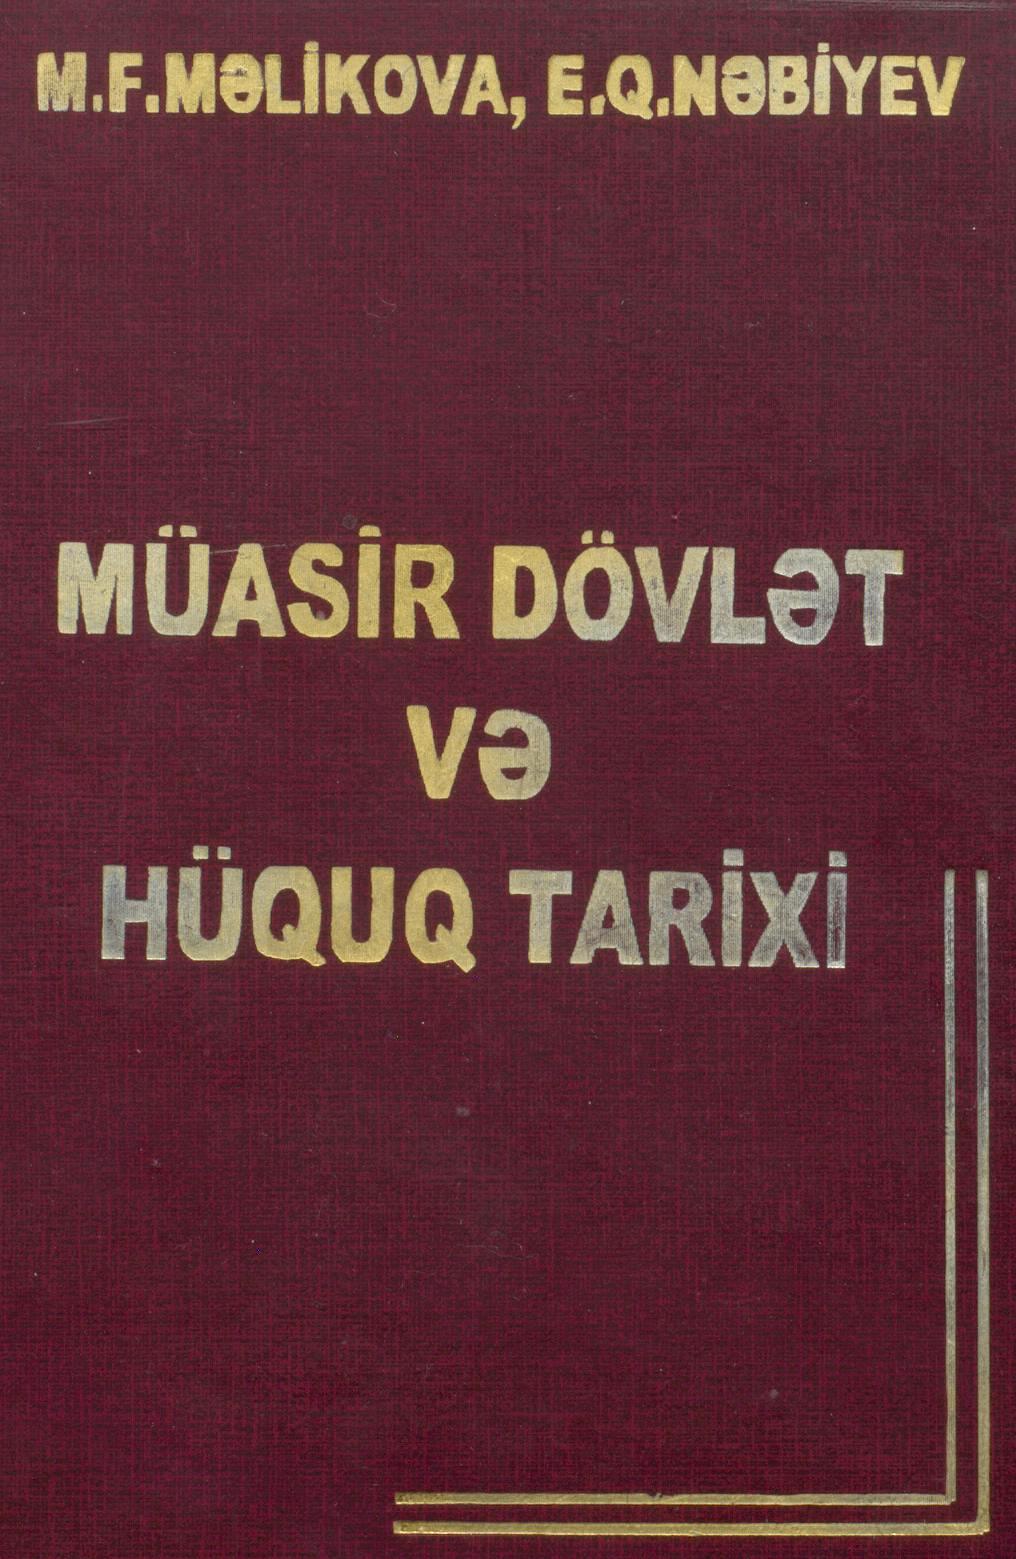 M.F.MƏLİKOVA, E.Q.NƏBİYEV
MÜASİR DÖVLƏT
VƏ
HÜQUQ TARİXİ